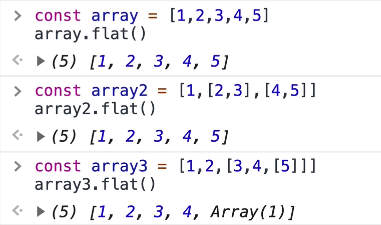 > const array = [1,2,3,4,5]
array.flat()
<· ▶ (5) [1, 2, 3, 4, 5]
> const array2 = [1,[2,3],[4,5]]
array2.flat()
<· ▶ (5) [1, 2, 3, 4, 5]
> const array3 = [1,2,[3,4,[5]]]
array3.flat()
<· ▶ (5) [1, 2, 3, 4, Array(1)]